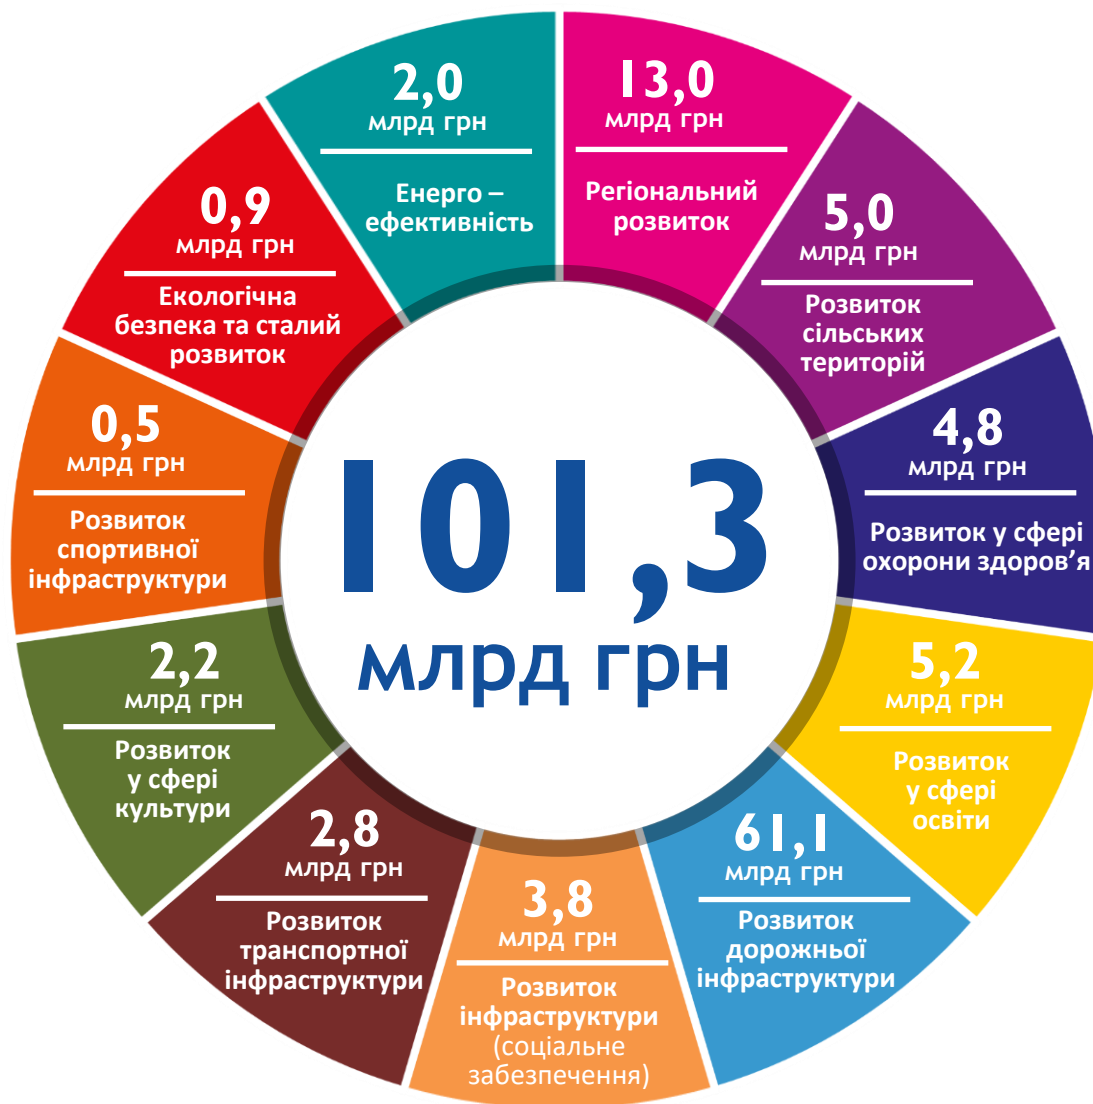 2,0
млрд грн
Енерго –
ефективність
13,0
млрд грн
Регіональний
розвиток
5,0
млрд грн
Розвиток
сільських
територій
4,8
млрд грн
Розвиток у сфері
охорони здоров’я
5,2
млрд грн
Розвиток
у сфері
освіти
61,1
млрд грн
Розвиток
дорожньої
інфраструктури
3,8
млрд грн
Розвиток
інфраструктури
(соціальне
забезпечення)
2,8
млрд грн
Розвиток
транспортної
інфраструктури
2,2
млрд грн
Розвиток
у сфері
культури
0,5
млрд грн
Розвиток
спортивної
інфраструктури
0,9
млрд грн
Екологічна
безпека та сталий
розвиток
101,3
млрд грн